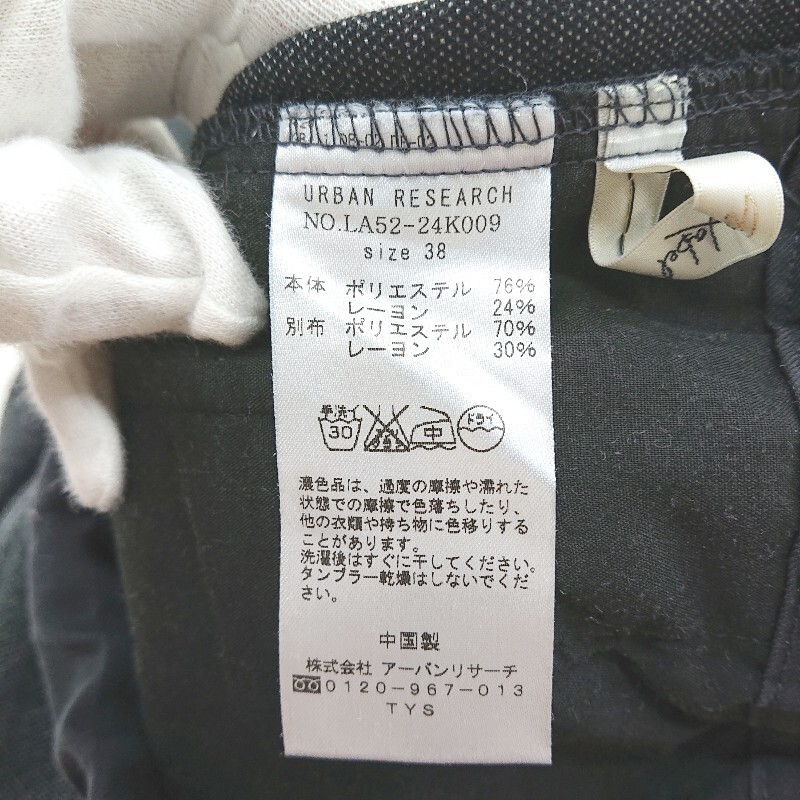 URBAN RESEARCH
NO.LA52-24K009
size 38
本体 ポリエステル 76%
レーヨン 24%
別布 ポリエステル 70%
レーヨン 30%
手洗イ
30
中
ドライ
濃色品は、過度の摩擦や濡れた
状態での摩擦で色落ちしたり、
他の衣類や持ち物に色移りする
ことがあります。
洗濯後はすぐに干してください。
タンブラー乾燥はしないでくだ
さい。
中国製
株式会社 アーバンリサーチ
0120-967-013
TYS
label